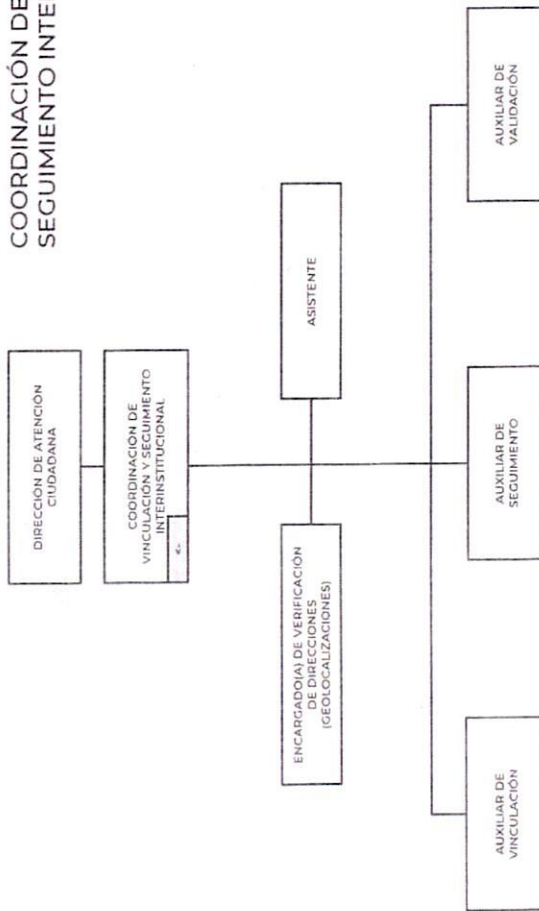 COORDINACIÓN DE
SEGUIMIENTO INTE
DIRECCIÓN DE ATENCIÓN
CIUDADANA
COORDINACIÓN DE
VINCULACIÓN Y SEGUIMIENTO
INTERINSTITUCIONAL
ENCARGADO(A) DE VERIFICACIÓN
DE DIRECCIONES
(GEOLOCALIZACIONES)
ASISTENTE
AUXILIAR DE
VINCULACIÓN
AUXILIAR DE
SEGUIMIENTO
AUXILIAR DE
VALIDACIÓN